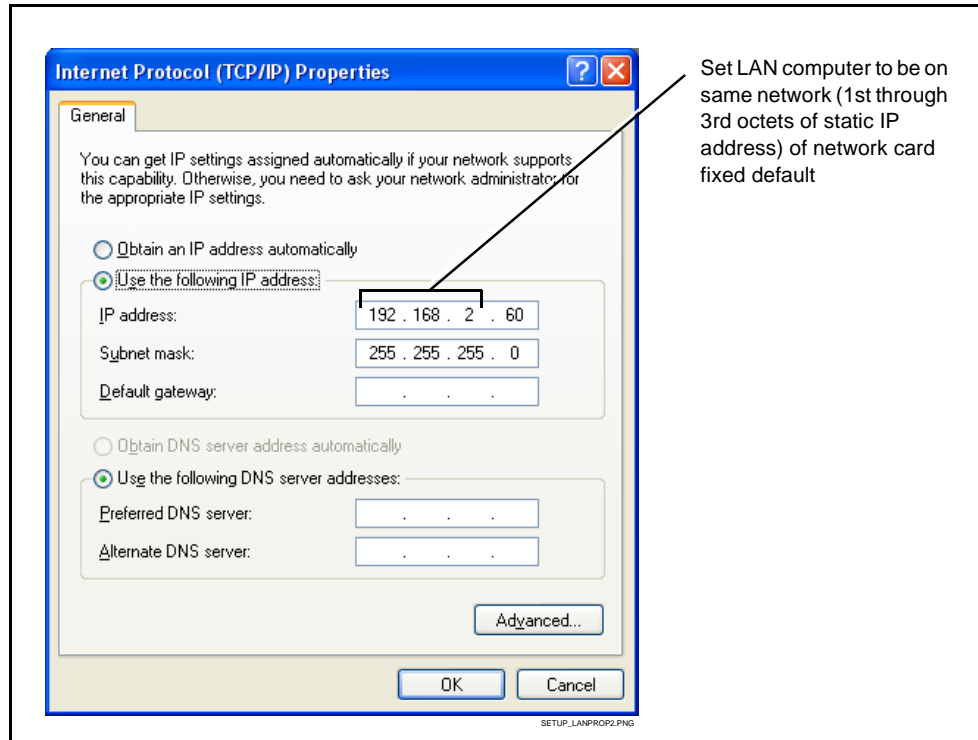 Internet Protocol (TCP/IP) Properties
General
You can get IP settings assigned automatically if your network supports
this capability. Otherwise, you need to ask your network administrator for
the appropriate IP settings.
Obtain an IP address automatically
Use the following IP address:
IP address: 192 . 168 . 2 . 60
Subnet mask: 255 . 255 . 255 . 0
Default gateway: . . .
Obtain DNS server address automatically
Use the following DNS server addresses:
Preferred DNS server: . . .
Alternate DNS server: . . .
Advanced...
OK Cancel
SETUP_LANPROP2.PNG
Set LAN computer to be on
same network (1st through
3rd octets of static IP
address) of network card
fixed default